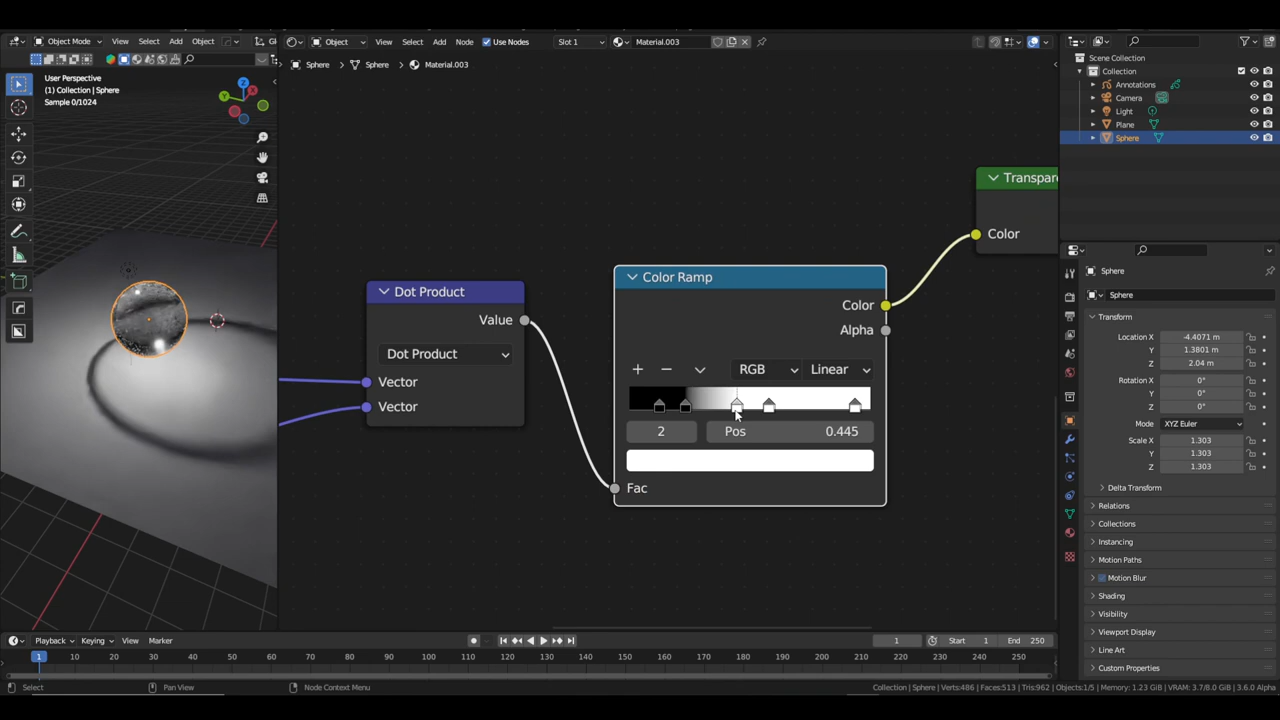 Object Mode View Select Add Object Gl
User Perspective
(1) Collection | Sphere
Sample 0/1024
Object View Select Add Node Use Nodes Slot 1 Material.003
Sphere Sphere Material.003
Dot Product
Value
Dot Product
Vector
Vector
Color Ramp
Color
Alpha
RGB Linear
2 Pos 0.445
Fac
Transpare
Color
Scene Collection
Collection
Annotations
Camera
Light
Plane
Sphere
Sphere
Sphere
Transform
Location X -4.4071 m
Y 1.3801 m
Z 2.04 m
Rotation X 0°
Y 0°
Z 0°
Mode XYZ Euler
Scale X 1.303
Y 1.303
Z 1.303
Delta Transform
Relations
Collections
Instancing
Motion Paths
Motion Blur
Shading
Visibility
Viewport Display
Line Art
Custom Properties
Playback Keying View Marker 1 Start 1 End 250
1 10 20 30 40 50 60 70 80 90 100 110 120 130 140 150 160 170 180 190 200 210 220 230 240 250
Select Pan View Node Context Menu Collection | Sphere | Verts:486 | Faces:513 | Tris:962 | Objects:1/5 | Memory: 1.23 GiB | VRAM: 3.7/8.0 GiB | 3.6.0 Alpha